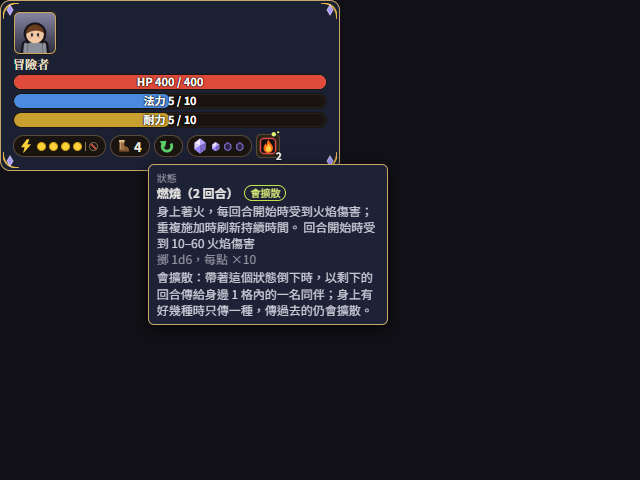 冒險者
HP 400 / 400
法力 5 / 10
耐力 5 / 10
4
2
狀態
燃燒（2 回合） 會擴散
身上著火，每回合開始時受到火焰傷害；
重複施加時刷新持續時間。 回合開始時受
到 10–60 火焰傷害
擲 1d6，每點 ×10
會擴散：帶著這個狀態倒下時，以剩下的
回合傳給身邊 1 格內的一名同伴；身上有
好幾種時只傳一種，傳過去的仍會擴散。